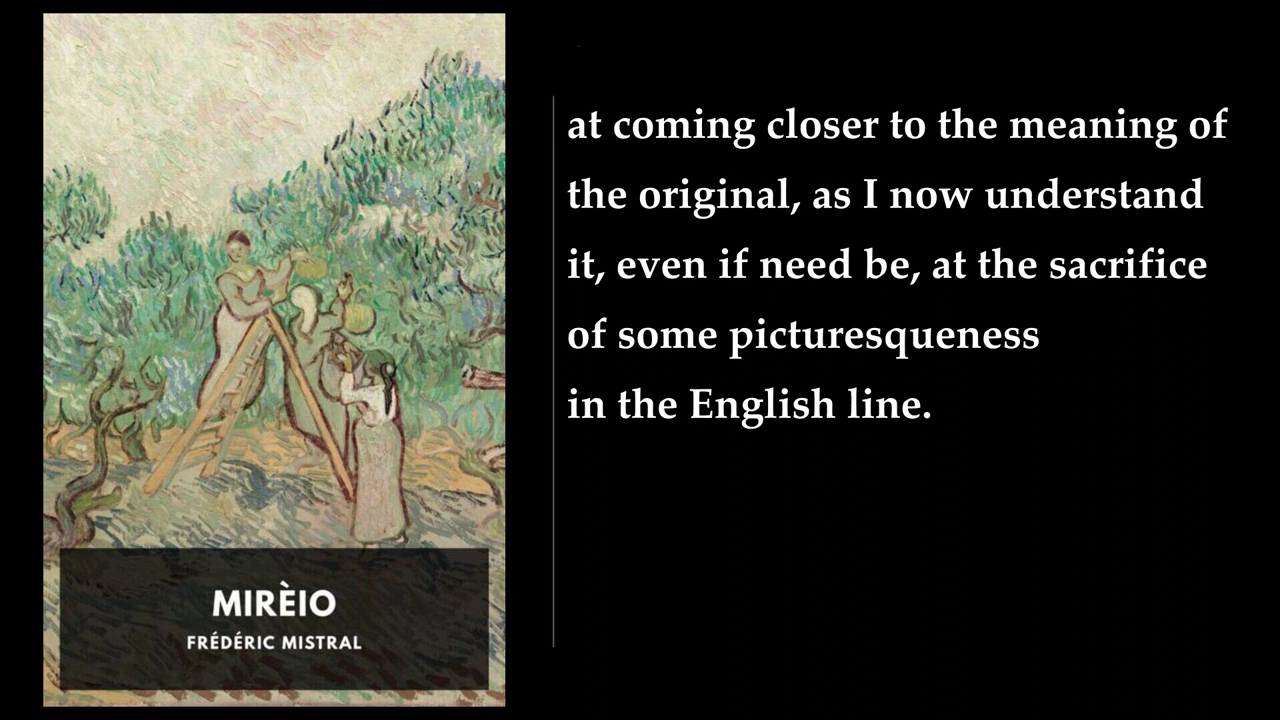 MIRÈIO
FRÉDÉRIC MISTRAL
at coming closer to the meaning of
the original, as I now understand
it, even if need be, at the sacrifice
of some picturesqueness
in the English line.